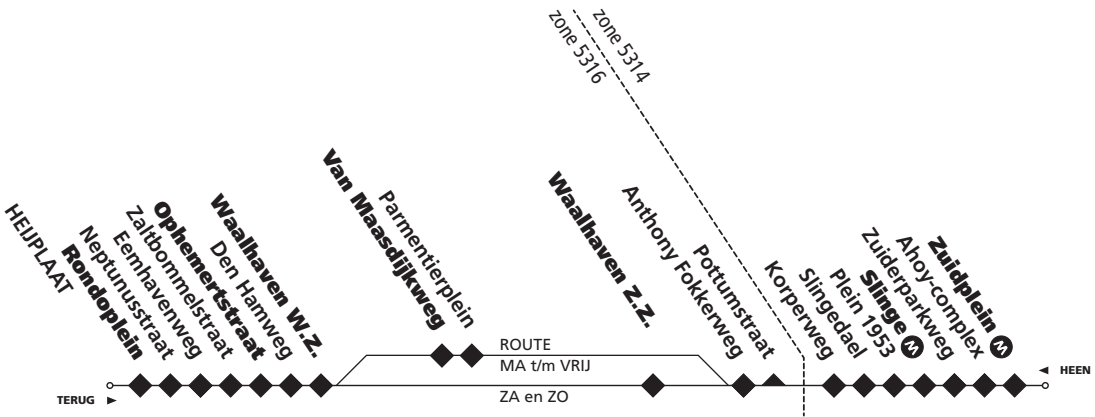 zone 5316
zone 5314
HEIJPLAAT
Rondoplein
Neptunusstraat
Eemhavenweg
Zaltbommelstraat
Ophemertstraat
Den Hamweg
Waalhaven W.Z.
Van Maasdijkweg
Parmentierplein
Waalhaven Z.Z.
Anthony Fokkerweg
Pottumstraat
Korperweg
Slingedael
Plein 1953
Slinge M
Zuiderparkweg
Ahoy-complex
Zuidplein M
ROUTE
MA t/m VRIJ
ZA en ZO
TERUG
HEEN